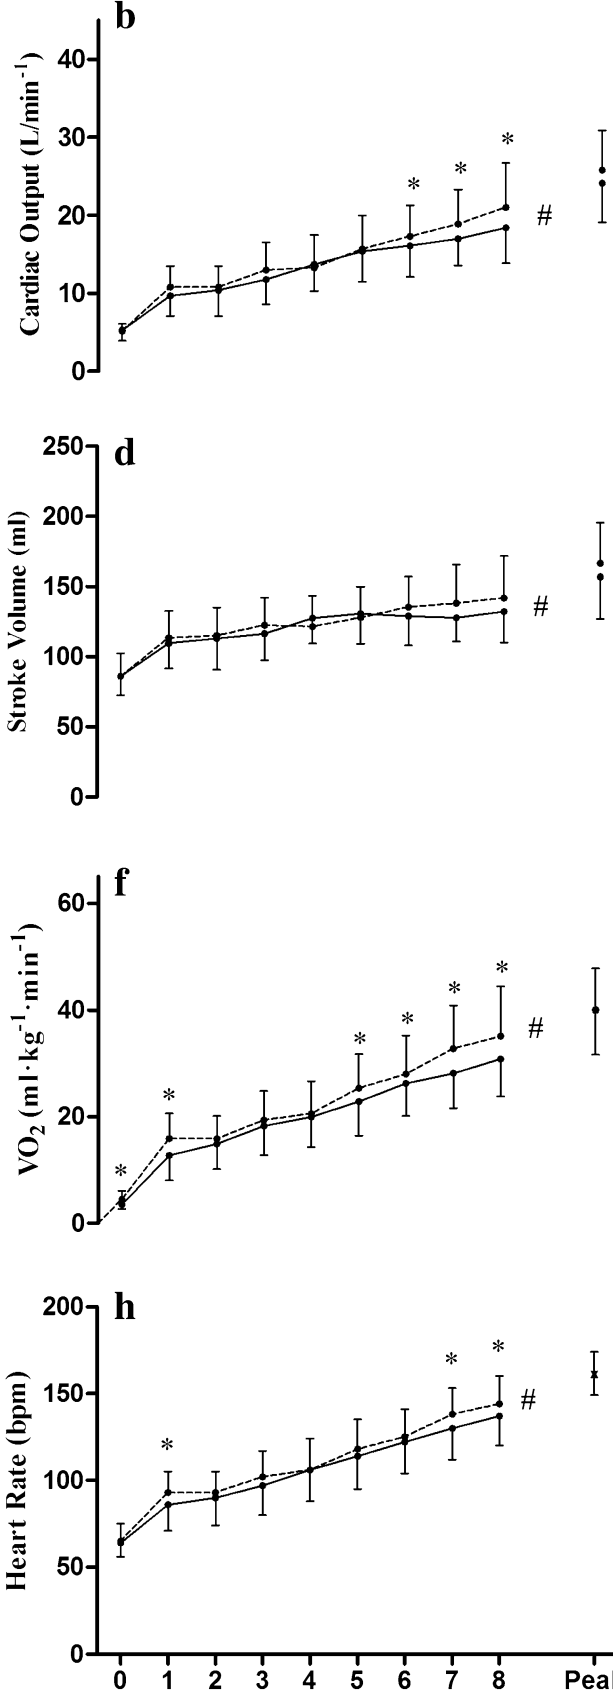 b
Cardiac Output (L/min⁻¹)
40
30
20
10
0
* * *
#
d
Stroke Volume (ml)
250
200
150
100
50
0
#
f
VO₂ (ml·kg⁻¹·min⁻¹)
60
40
20
0
* * * * * *
#
h
Heart Rate (bpm)
200
150
100
50
0
* * *
#
0 1 2 3 4 5 6 7 8 Peal